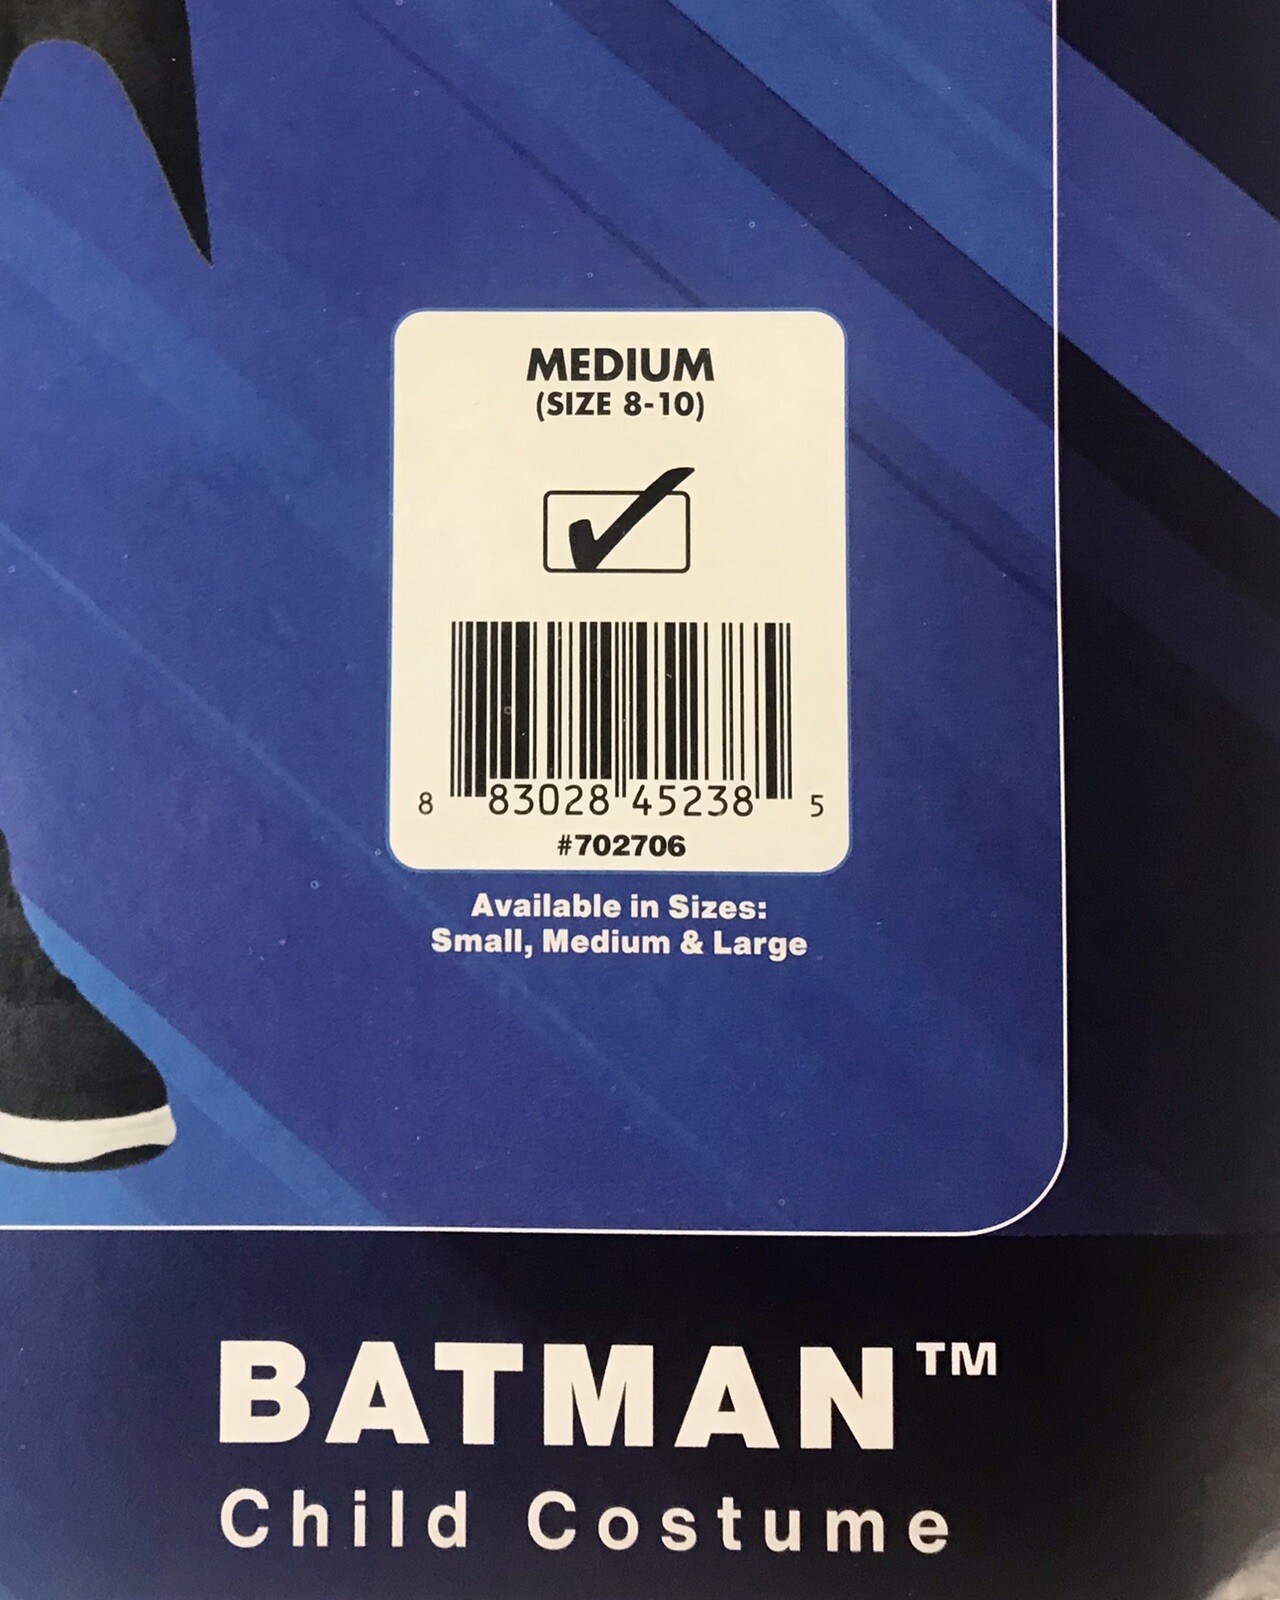 MEDIUM
(SIZE 8-10)
8 83028 45238 5
#702706
Available in Sizes:
Small, Medium & Large
BATMAN™
Child Costume